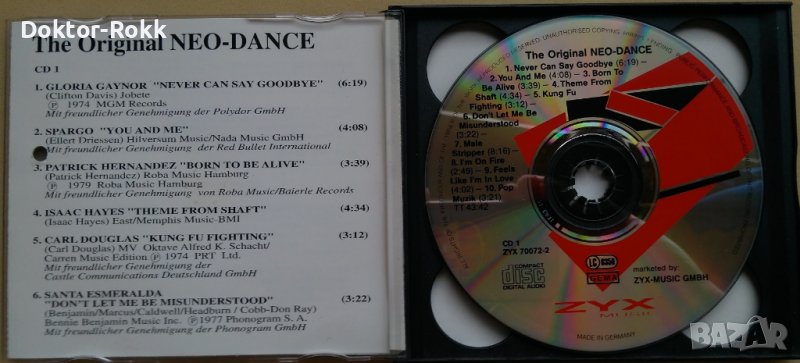 Doktor-Rokk
The Original NEO-DANCE
CD 1
1. GLORIA GAYNOR "NEVER CAN SAY GOODBYE" (6:19)
(Clifton Davis) Jobete
Ⓟ 1974 MGM Records
Mit freundlicher Genehmigung der Polydor GmbH
2. SPARGO "YOU AND ME" (4:08)
(Ellert Driessen) Hilversum Music/Nada Music GmbH
Mit freundlicher Genehmigung der Red Bullet International
3. PATRICK HERNANDEZ "BORN TO BE ALIVE" (3:39)
(Patrick Hernandez) Roba Music Hamburg
Ⓟ 1979 Roba Music Hamburg
Mit freundlicher Genehmigung von Roba Music/Baierle Records
4. ISAAC HAYES "THEME FROM SHAFT" (4:34)
(Isaac Hayes) East/Memphis Music-BMI
5. CARL DOUGLAS "KUNG FU FIGHTING" (3:12)
(Carl Douglas) MV Oktave Alfred K. Schacht/
Carren Music Edition Ⓟ 1974 PRT Ltd.
Mit freundlicher Genehmigung der
Castle Communications Deutschland GmbH
6. SANTA ESMERALDA
"DON'T LET ME BE MISUNDERSTOOD" (3:22)
(Benjamin/Marcus/Caldwell/Headburn / Cobb-Don Ray)
Bennie Benjamin Music Inc. Ⓟ 1977 Phonogram S. A.
Mit freundlicher Genehmigung der Phonogram GmbH
The Original NEO-DANCE
1. Never Can Say Goodbye (6:19) –
2. You And Me (4:08) – 3. Born To
Be Alive (3:39) – 4. Theme From
Shaft (4:34) – 5. Kung Fu
Fighting (3:12) –
6. Don't Let Me Be
Misunderstood
(3:22) –
7. Male
Stripper (8:16) –
8. I'm On Fire
(2:49) – 9. Feels
Like I'm In Love
(4:02) – 10. Pop
Muzik (3:21)
TT 43:42
CD 1
ZYX 70072-2
COMPACT
disc
DIGITAL AUDIO
LC 6350
GEMA
marketed by:
ZYX-MUSIC GMBH
ZYX
MUSIC
MADE IN GERMANY
BAZAR